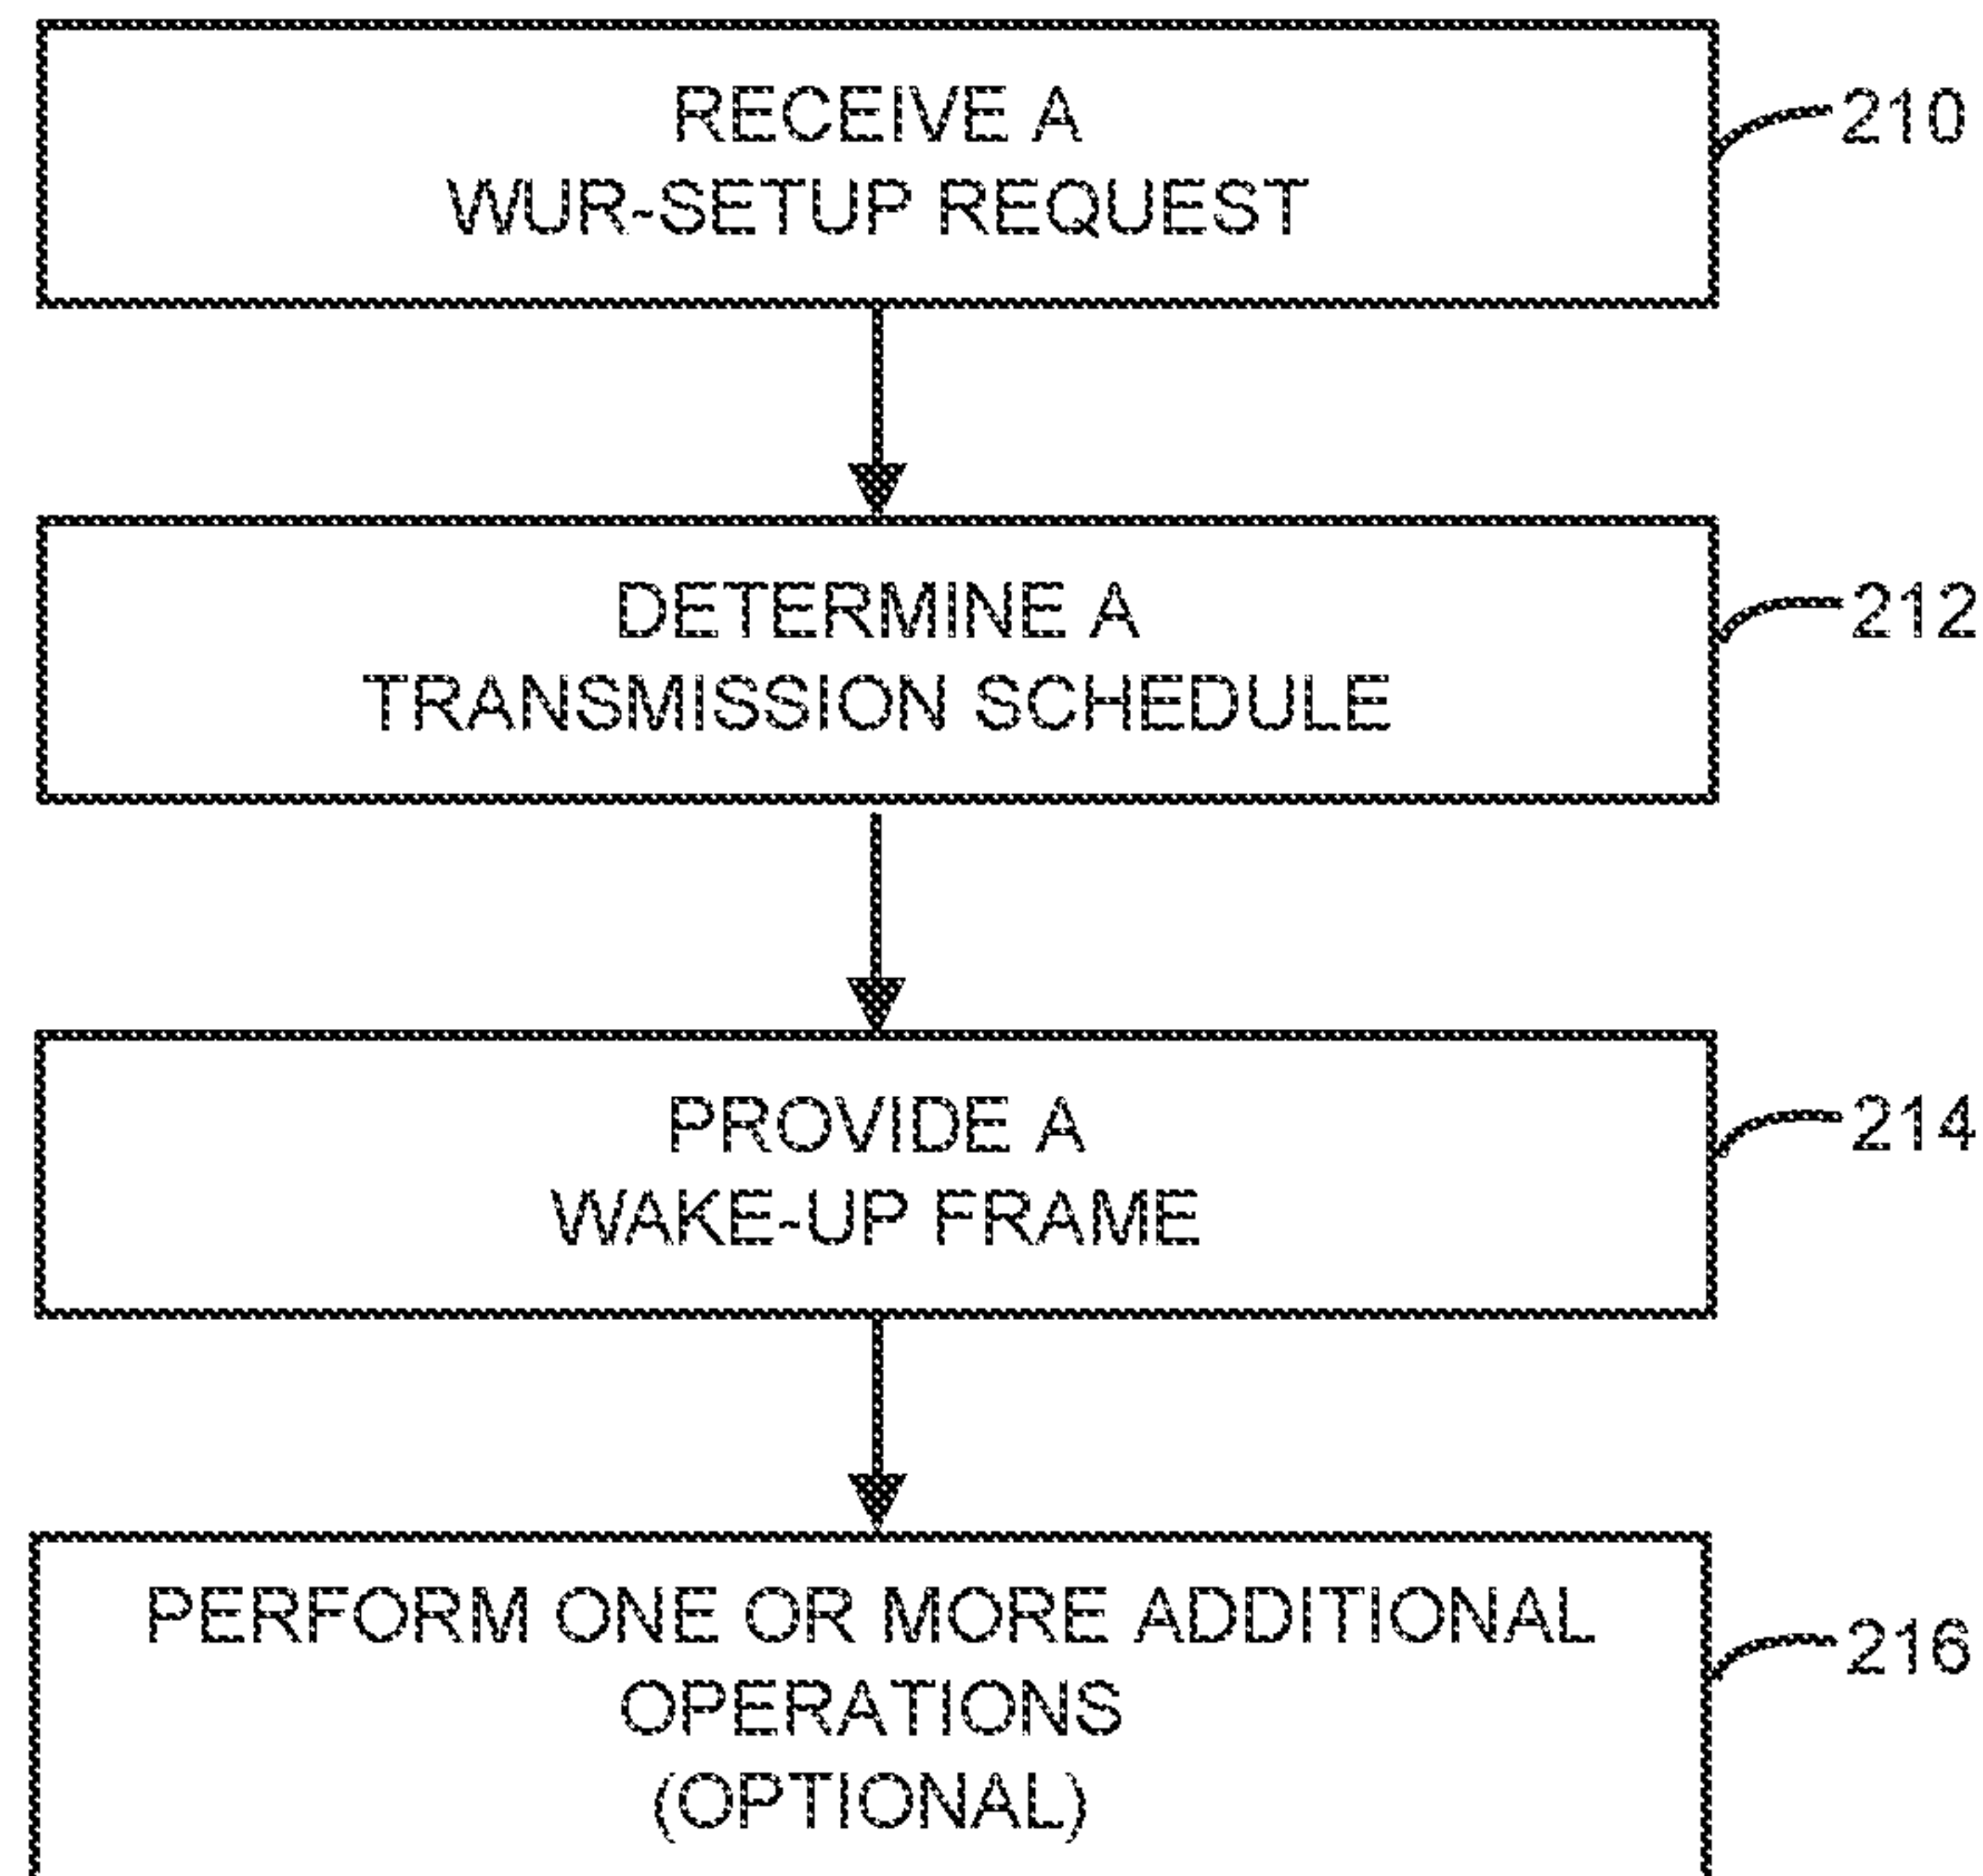 RECEIVE A
WUR-SETUP REQUEST
210
DETERMINE A
TRANSMISSION SCHEDULE
212
PROVIDE A
WAKE-UP FRAME
214
PERFORM ONE OR MORE ADDITIONAL
OPERATIONS
(OPTIONAL)
216